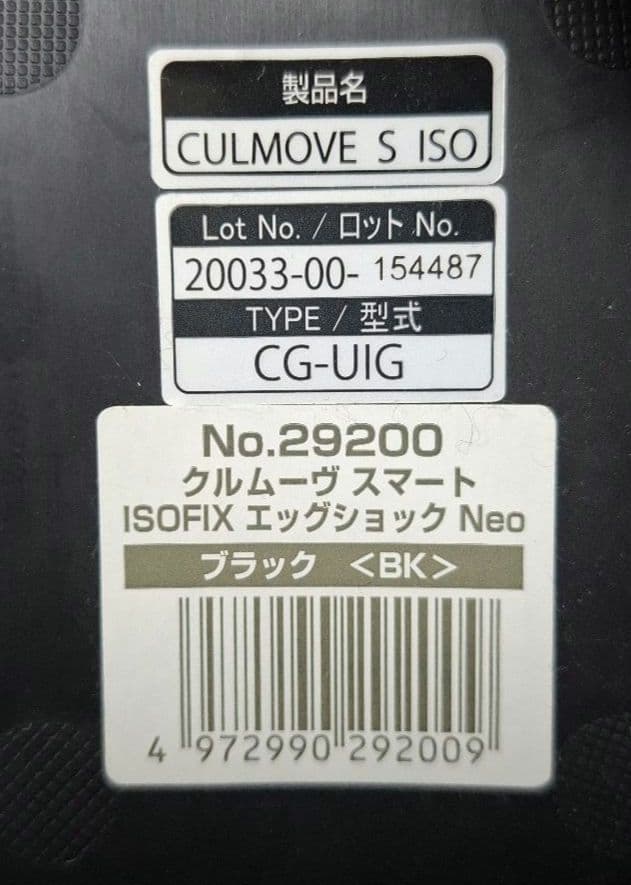 製品名
CULMOVE S ISO
Lot No. / ロット No.
20033-00- 154487
TYPE / 型式
CG-UIG
No.29200
クルムーヴ スマート
ISOFIX エッグショック Neo
ブラック <BK>
4 972990 292009